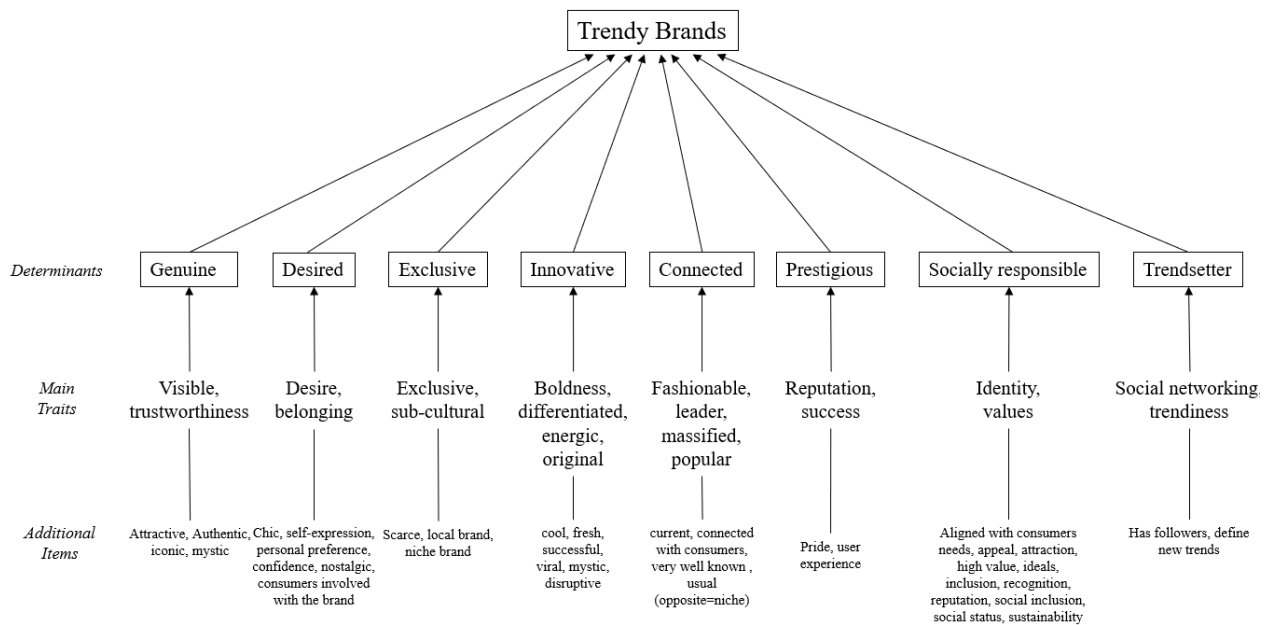 Trendy Brands
Determinants
Genuine
Desired
Exclusive
Innovative
Connected
Prestigious
Socially responsible
Trendsetter
Main
Traits
Visible,
trustworthiness
Desire,
belonging
Exclusive,
sub-cultural
Boldness,
differentiated,
energic,
original
Fashionable,
leader,
massified,
popular
Reputation,
success
Identity,
values
Social networking,
trendiness
Additional
Items
Attractive, Authentic,
iconic, mystic
Chic, self-expression,
personal preference,
confidence, nostalgic,
consumers involved
with the brand
Scarce, local brand,
niche brand
cool, fresh,
successful,
viral, mystic,
disruptive
current, connected
with consumers,
very well known ,
usual
(opposite=niche)
Pride, user
experience
Aligned with consumers
needs, appeal, attraction,
high value, ideals,
inclusion, recognition,
reputation, social inclusion,
social status, sustainability
Has followers, define
new trends